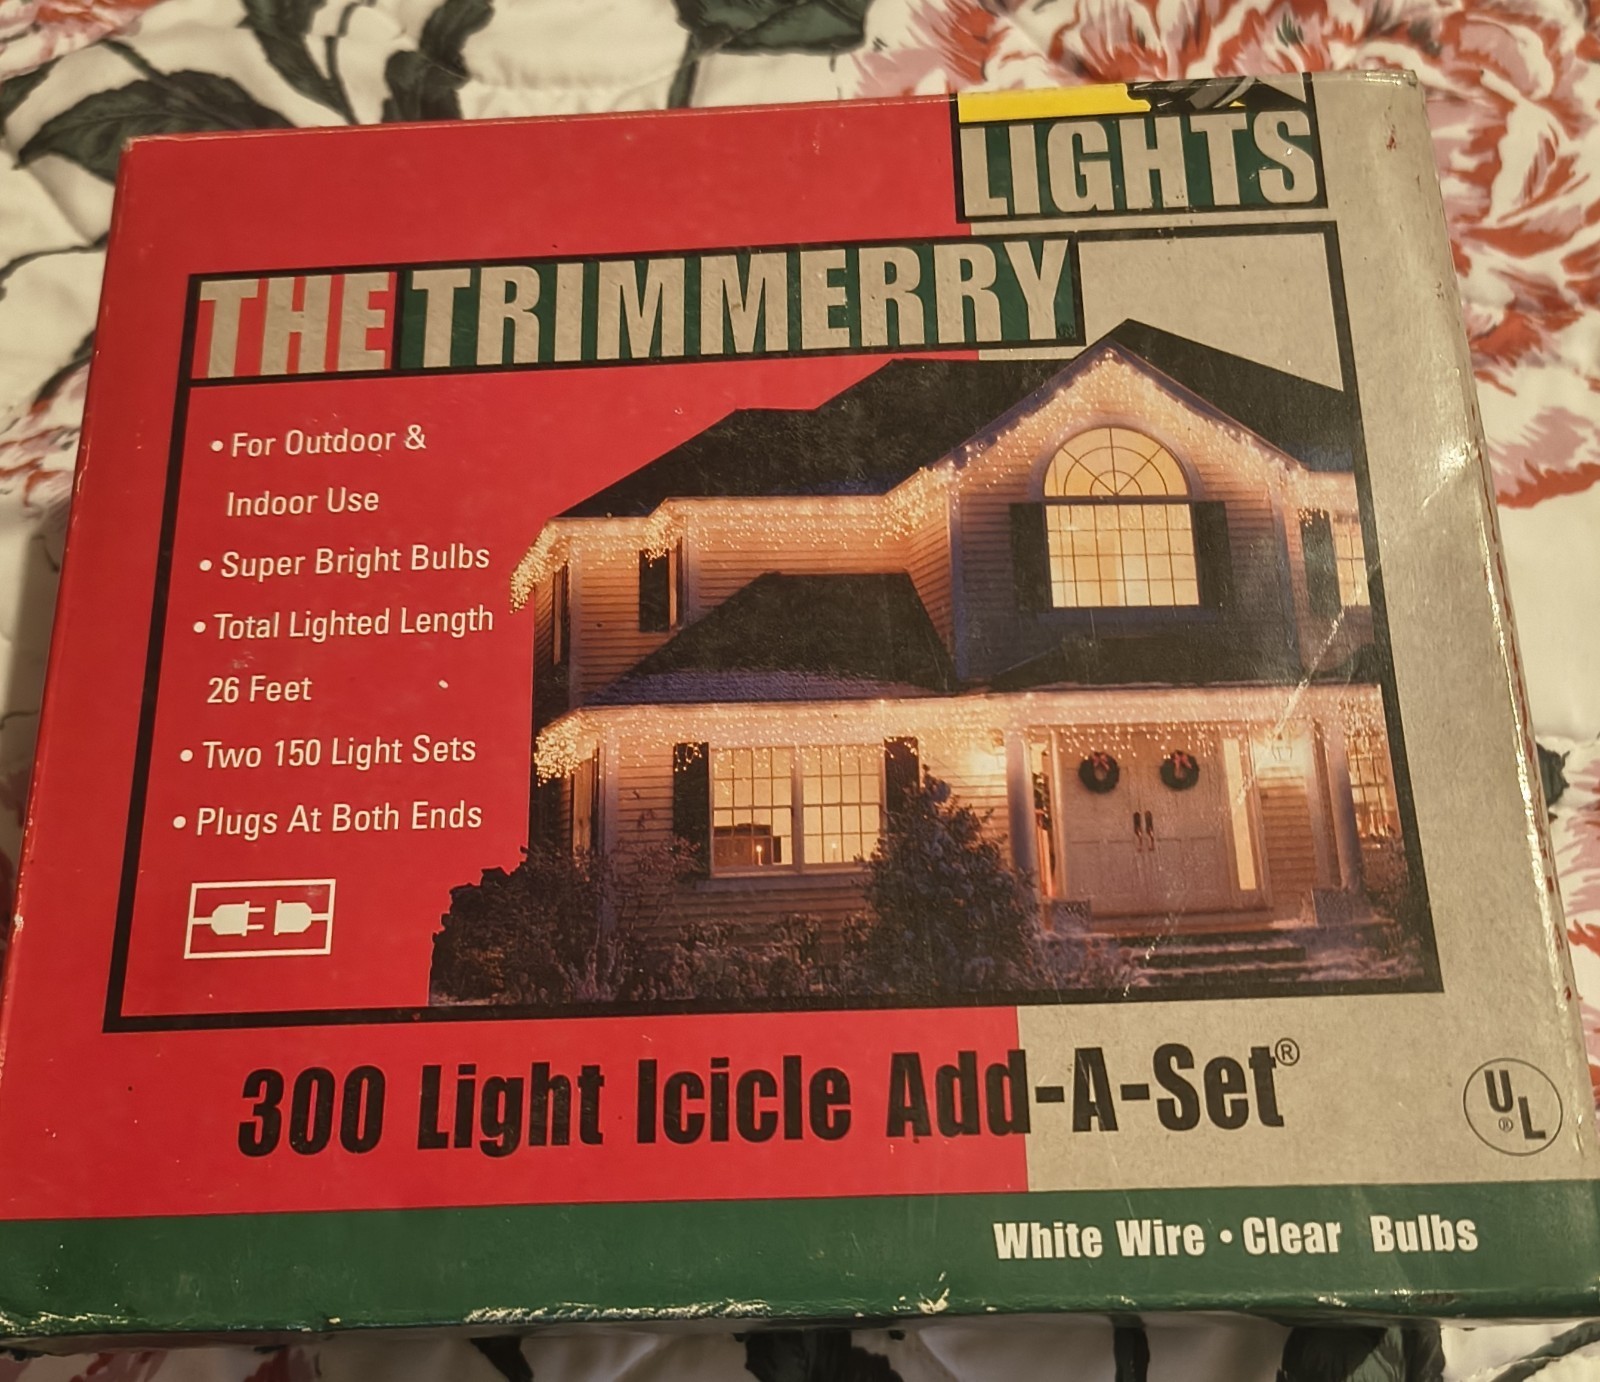 LIGHTS
THE TRIMMERRY®
• For Outdoor &
Indoor Use
• Super Bright Bulbs
• Total Lighted Length
26 Feet
• Two 150 Light Sets
• Plugs At Both Ends
300 Light Icicle Add-A-Set®
UL®
White Wire • Clear Bulbs